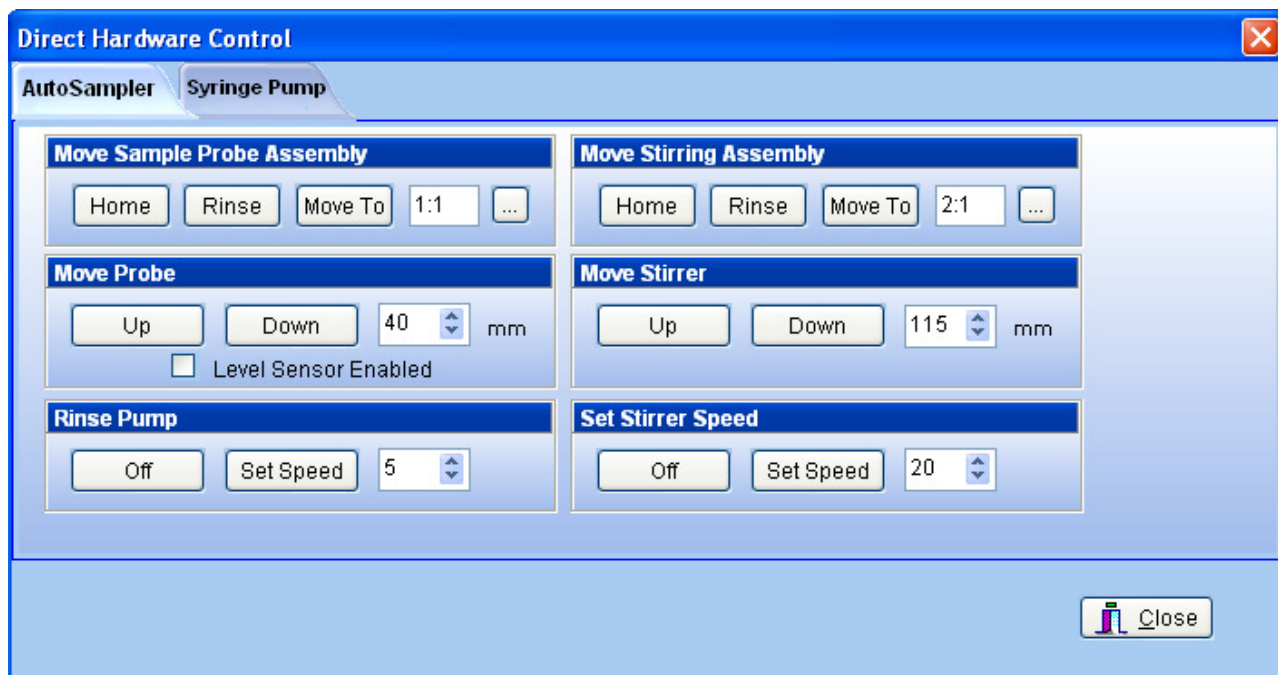 Direct Hardware Control
AutoSampler Syringe Pump
Move Sample Probe Assembly
Home Rinse Move To 1:1 ...
Move Stirring Assembly
Home Rinse Move To 2:1 ...
Move Probe
Up Down 40 mm
Level Sensor Enabled
Move Stirrer
Up Down 115 mm
Rinse Pump
Off Set Speed 5
Set Stirrer Speed
Off Set Speed 20
Close